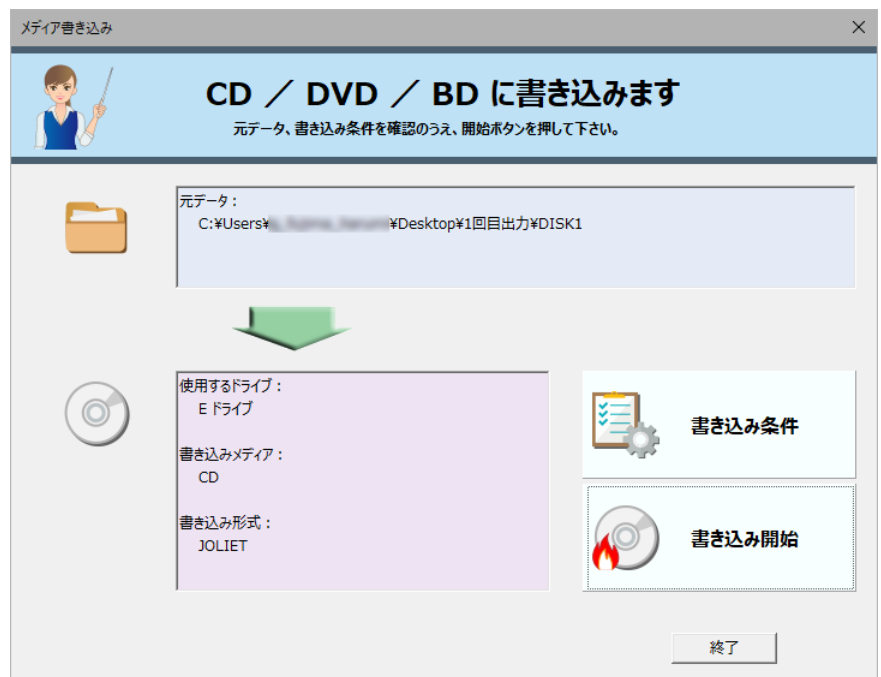 メディア書き込み
CD ／ DVD ／ BD に書き込みます
元データ、書き込み条件を確認のうえ、開始ボタンを押して下さい。
元データ：
C:¥Users¥ ¥Desktop¥1回目出力¥DISK1
使用するドライブ：
E ドライブ
書き込みメディア：
CD
書き込み形式：
JOLIET
書き込み条件
書き込み開始
終了